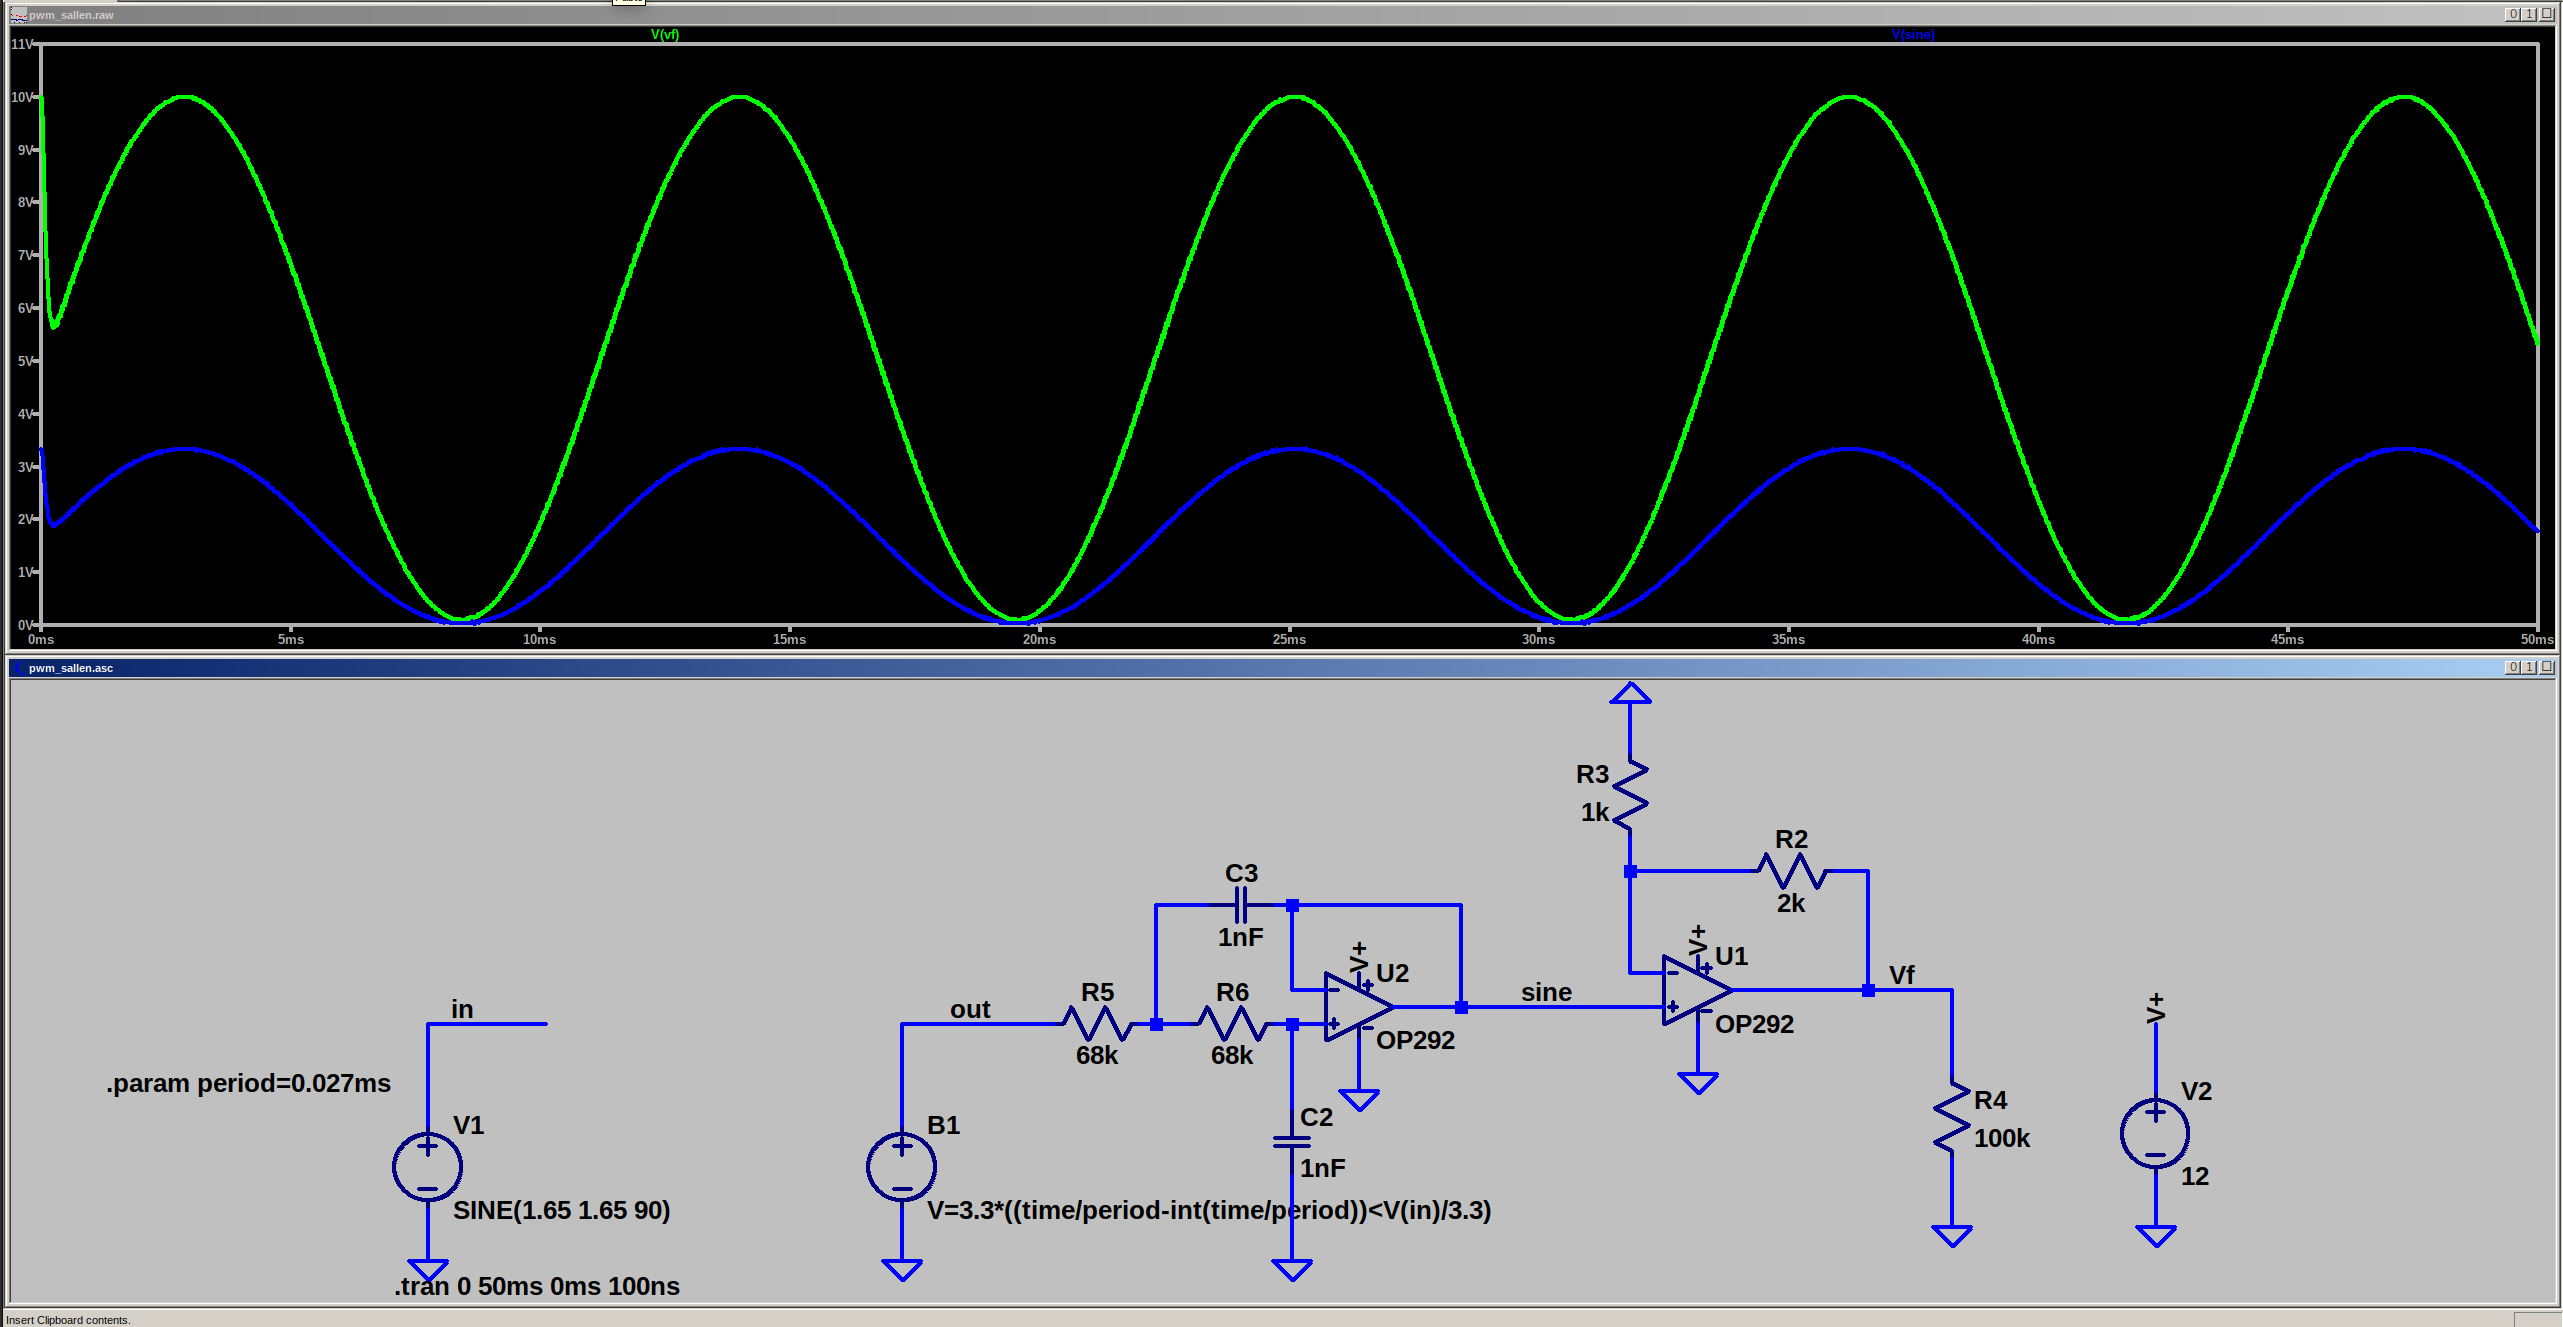 pwm_sallen.raw
V(vf) V(sine)
11V
10V
9V
8V
7V
6V
5V
4V
3V
2V
1V
0V
0ms 5ms 10ms 15ms 20ms 25ms 30ms 35ms 40ms 45ms 50ms
pwm_sallen.asc
R3
1k
R2
2k
C3
1nF
V+
U2
OP292
V+
U1
OP292
in
out
R5
68k
R6
68k
sine
Vf
V+
.param period=0.027ms
V1
SINE(1.65 1.65 90)
B1
V=3.3*((time/period-int(time/period))<V(in)/3.3)
C2
1nF
R4
100k
V2
12
.tran 0 50ms 0ms 100ns
Insert Clipboard contents.